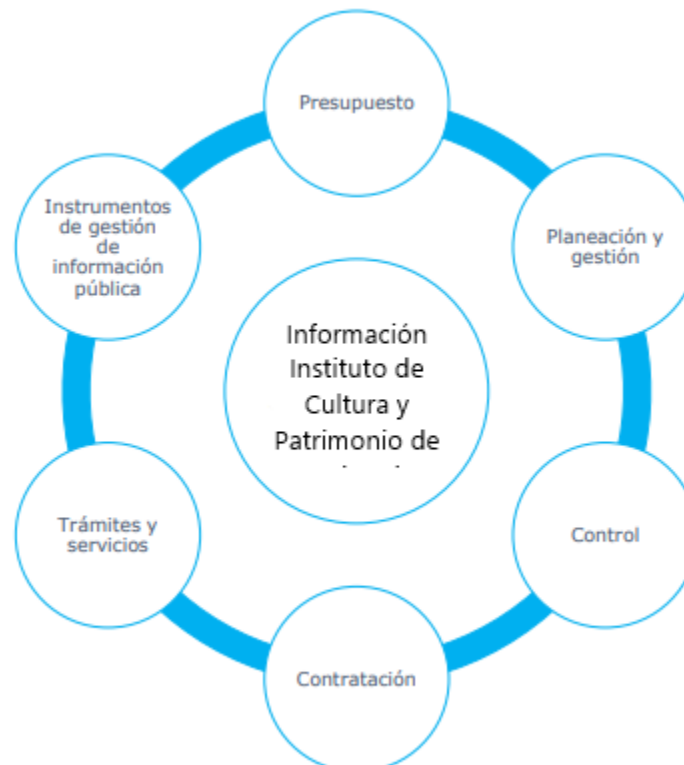 Presupuesto
Planeación y
gestión
Control
Contratación
Trámites y
servicios
Instrumentos
de gestión
de
información
pública
Información
Instituto de
Cultura y
Patrimonio de